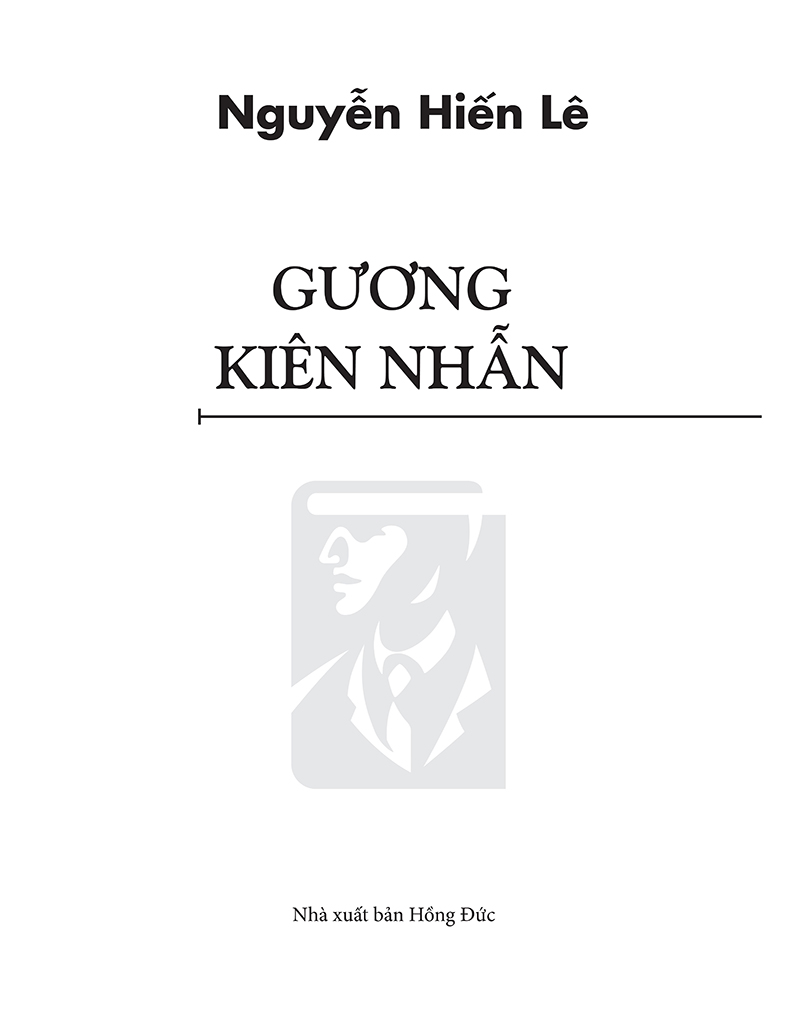 Nguyễn Hiến Lê
GƯƠNG
KIÊN NHẪN
Nhà xuất bản Hồng Đức